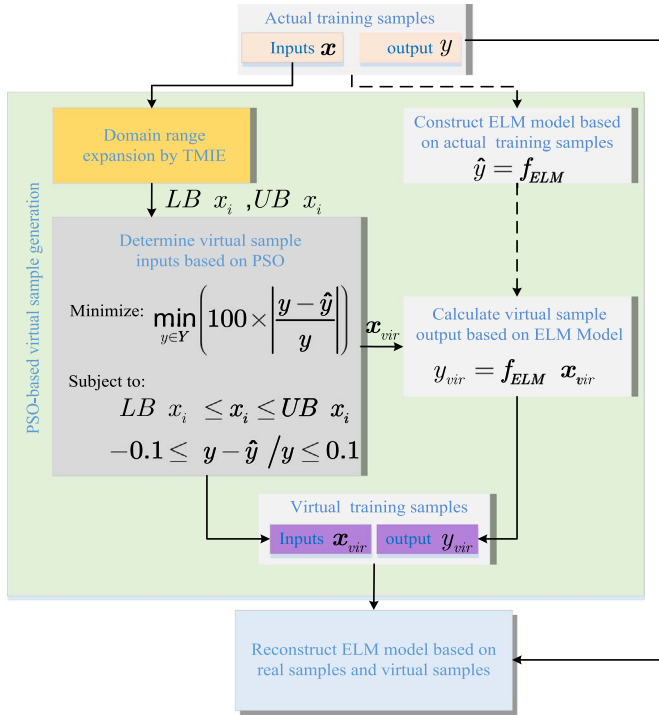 Actual training samples
Inputs x
output y
Domain range
expansion by TMIE
Construct ELM model based
on actual training samples
ŷ = f_ELM
LB x_i ,UB x_i
PSO-based virtual sample generation
Determine virtual sample
inputs based on PSO
Minimize:
min_{y∈Y} (100×|(y−ŷ)/y|)
x_vir
Calculate virtual sample
output based on ELM Model
y_vir = f_ELM x_vir
Subject to:
LB x_i ≤ x_i ≤ UB x_i
−0.1 ≤ y−ŷ /y ≤ 0.1
Virtual training samples
Inputs x_vir
output y_vir
Reconstruct ELM model based on
real samples and virtual samples